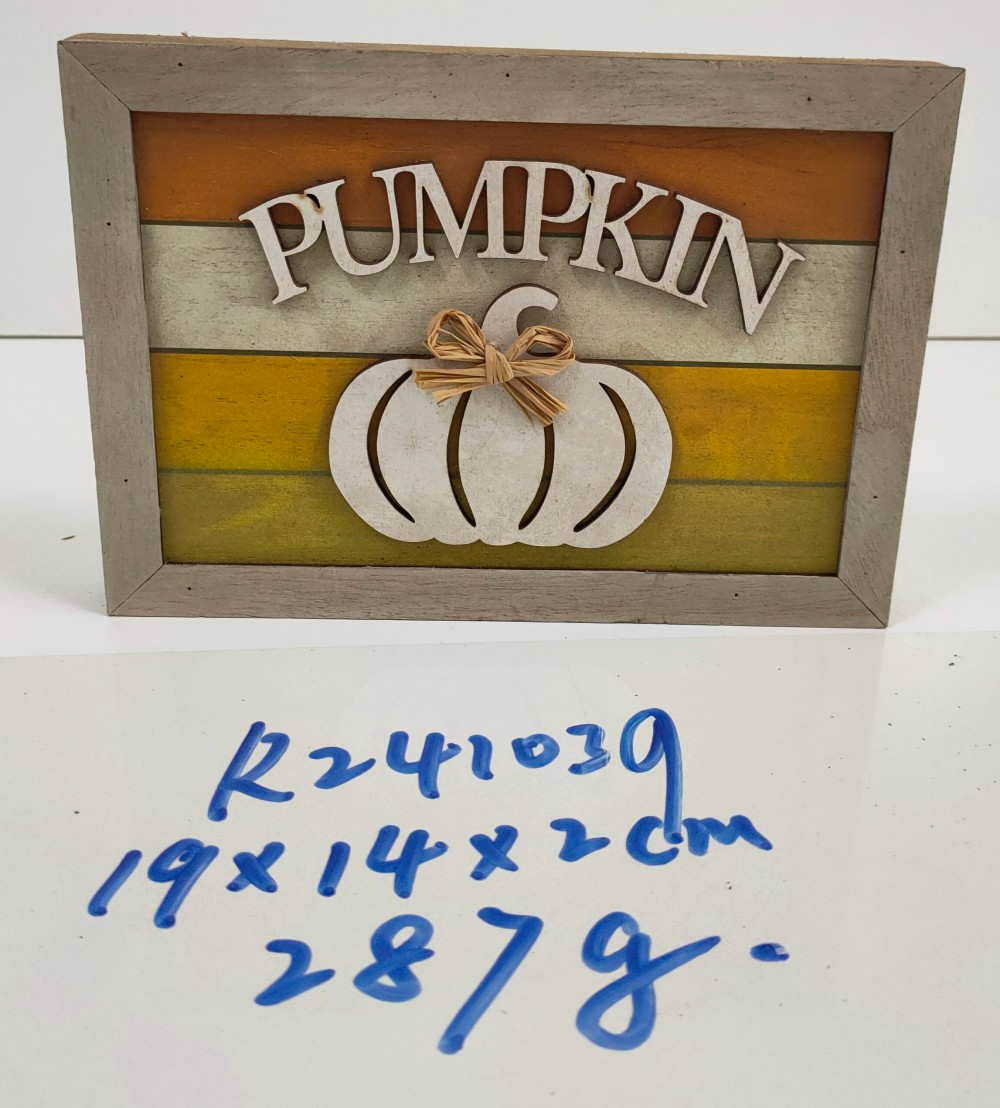 PUMPKIN
R241039
19x14x2cm
287g.